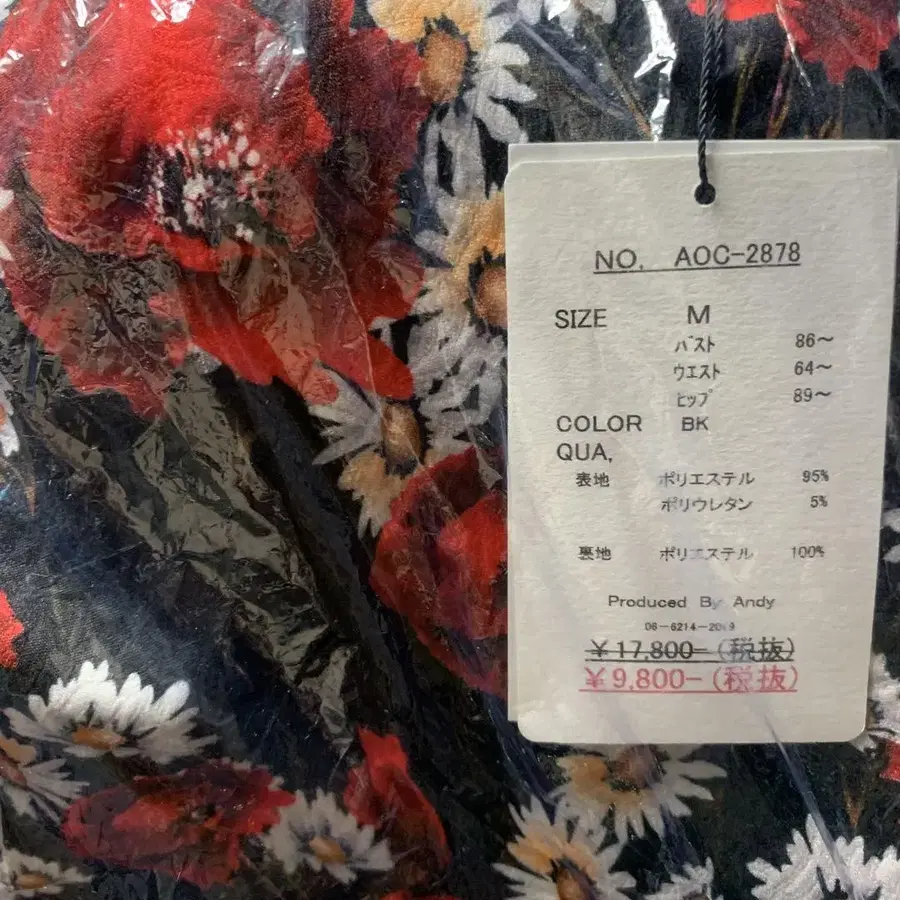 NO. AOC-2878
SIZE M
バスト 86～
ウエスト 64～
ヒップ 89～
COLOR BK
QUA,
表地 ポリエステル 95%
ポリウレタン 5%
裏地 ポリエステル 100%
Produced By Andy
¥17,800-(税抜)
¥9,800-(税抜)